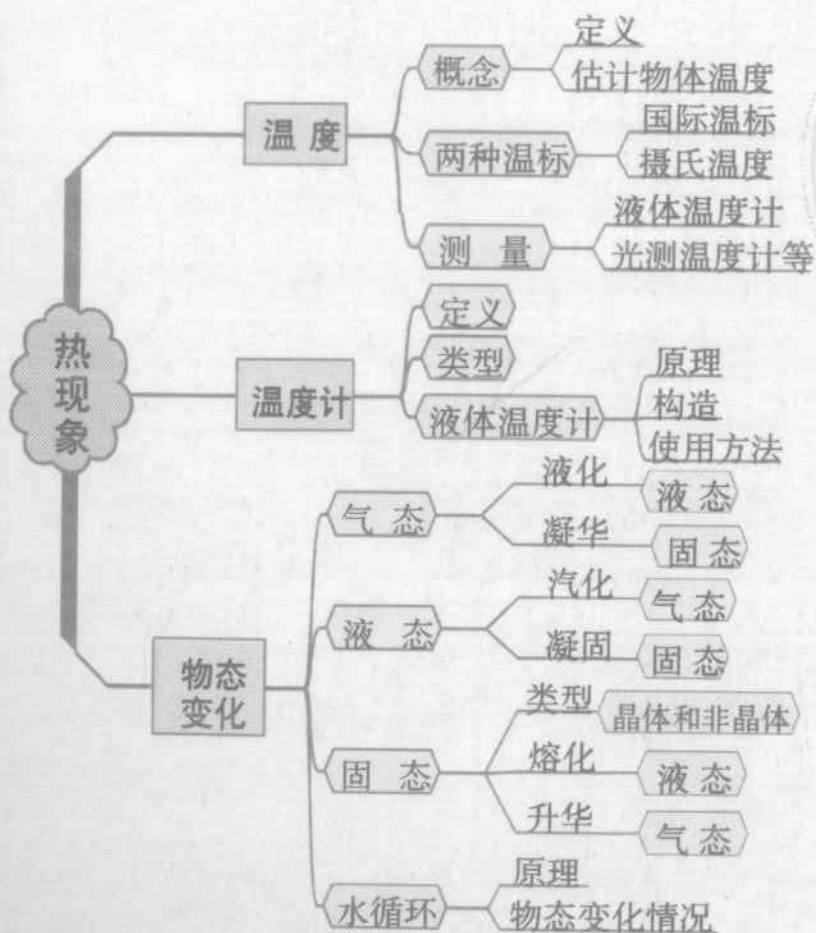 热现象
温度
概念
定义
估计物体温度
两种温标
国际温标
摄氏温度
测量
液体温度计
光测温度计等
温度计
定义
类型
液体温度计
原理
构造
使用方法
物态
变化
气态
液化
液态
凝华
固态
液态
汽化
气态
凝固
固态
固态
类型
晶体和非晶体
熔化
液态
升华
气态
水循环
原理
物态变化情况